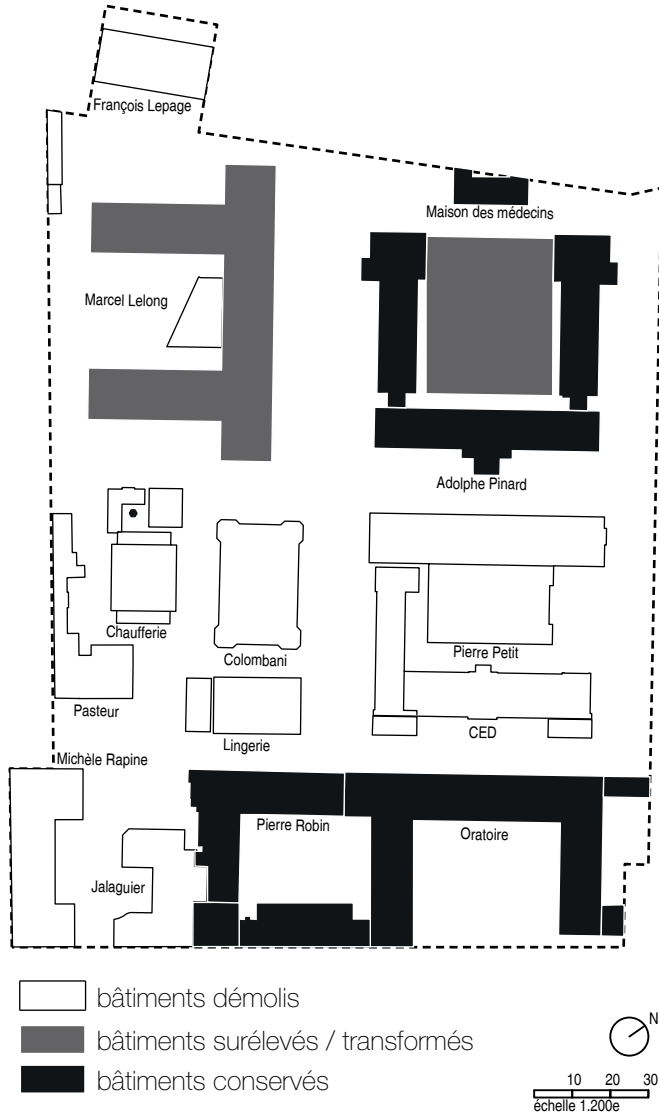 François Lepage
Maison des médecins
Marcel Lelong
Adolphe Pinard
Chaufferie
Colombani
Pierre Petit
Pasteur
Lingerie
CED
Michèle Rapine
Pierre Robin
Oratoire
Jalaguier
bâtiments démolis
bâtiments surélevés / transformés
bâtiments conservés
N
10 20 30
échelle 1.200e